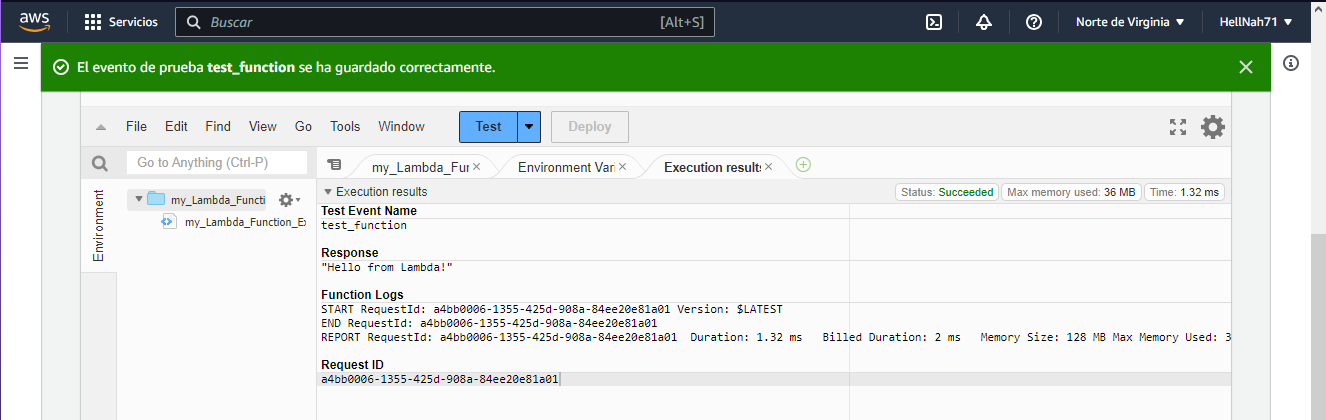 aws Servicios Buscar [Alt+S] Norte de Virginia HellNah71
El evento de prueba test_function se ha guardado correctamente.
File Edit Find View Go Tools Window Test Deploy
Go to Anything (Ctrl-P) my_Lambda_Fur Environment Vari Execution results
Environment
my_Lambda_Functi
my_Lambda_Function_Ex
Execution results Status: Succeeded Max memory used: 36 MB Time: 1.32 ms
Test Event Name
test_function
Response
"Hello from Lambda!"
Function Logs
START RequestId: a4bb0006-1355-425d-908a-84ee20e81a01 Version: $LATEST
END RequestId: a4bb0006-1355-425d-908a-84ee20e81a01
REPORT RequestId: a4bb0006-1355-425d-908a-84ee20e81a01 Duration: 1.32 ms Billed Duration: 2 ms Memory Size: 128 MB Max Memory Used: 3
Request ID
a4bb0006-1355-425d-908a-84ee20e81a01